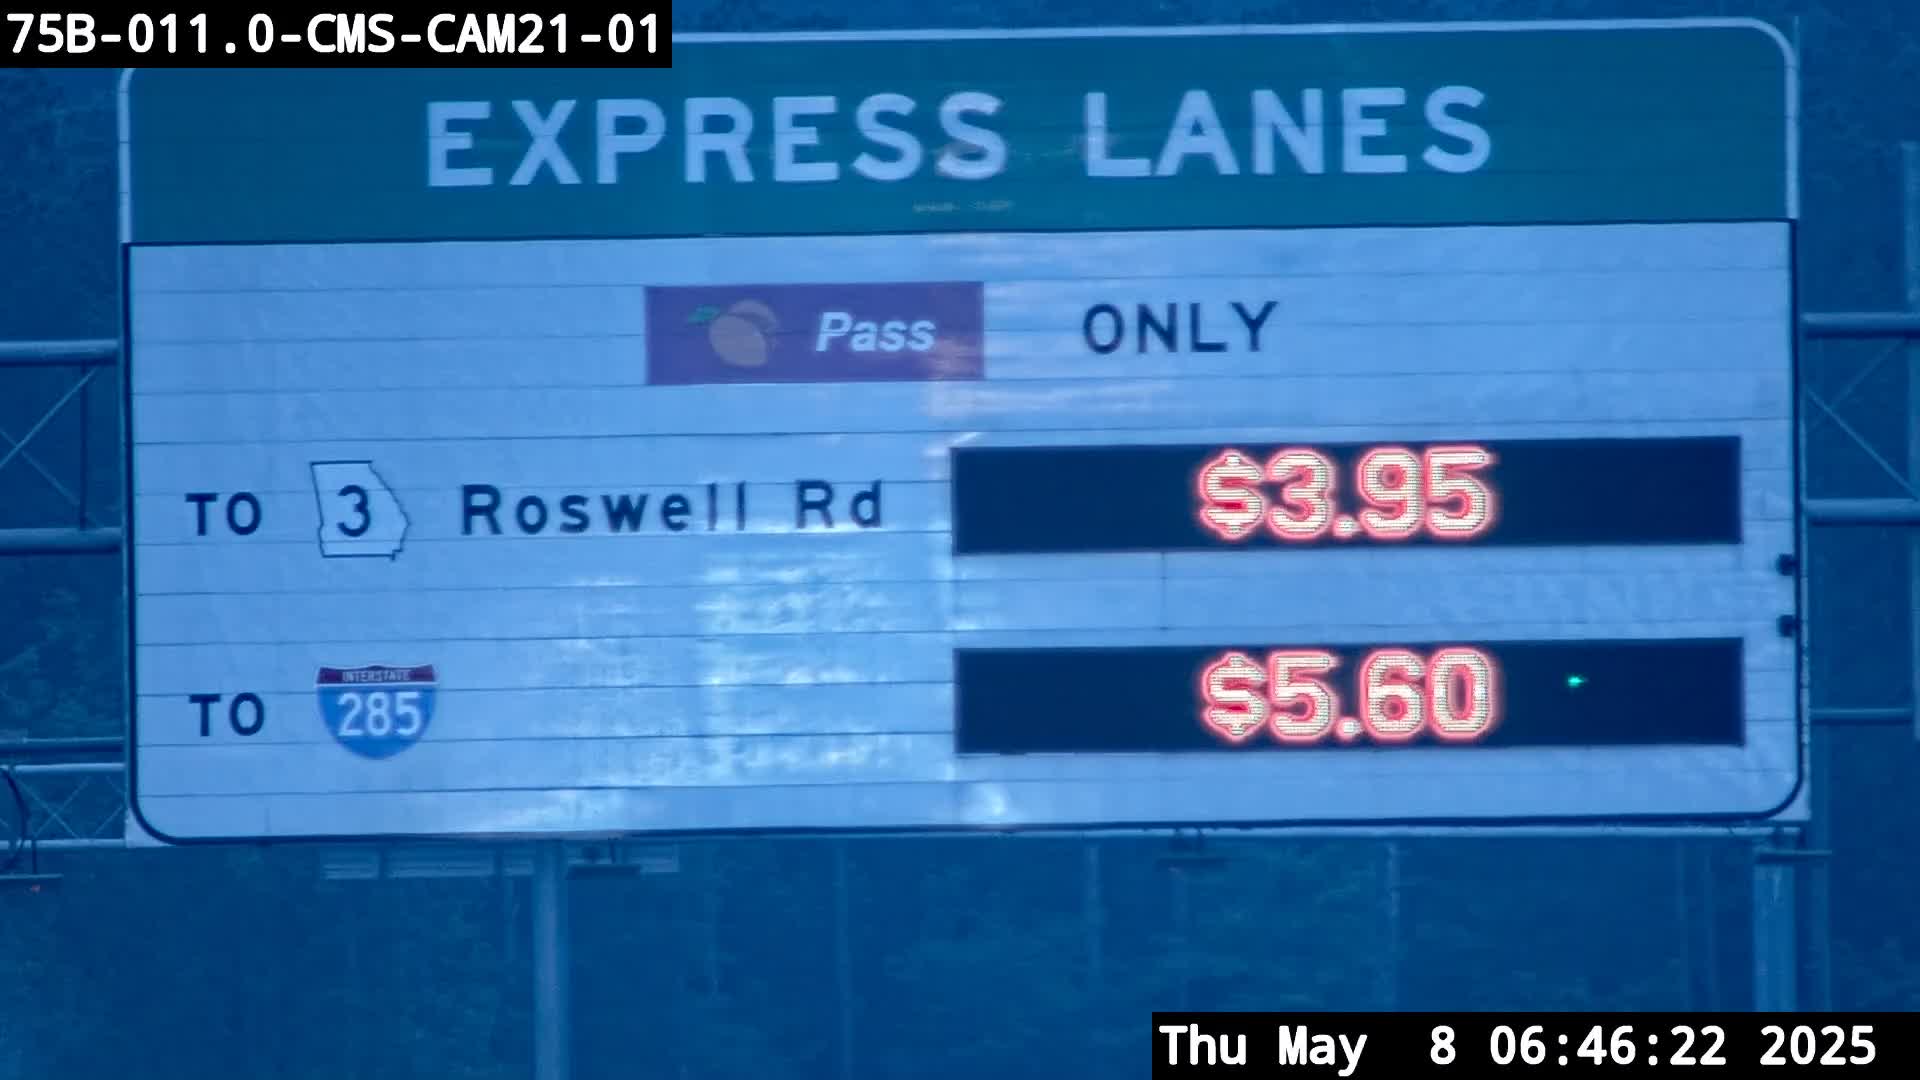 75B-011.0-CMS-CAM21-01
EXPRESS LANES
Pass ONLY
TO 3 Roswell Rd $3.95
INTERSTATE
TO 285 $5.60
Thu May 8 06:46:22 2025